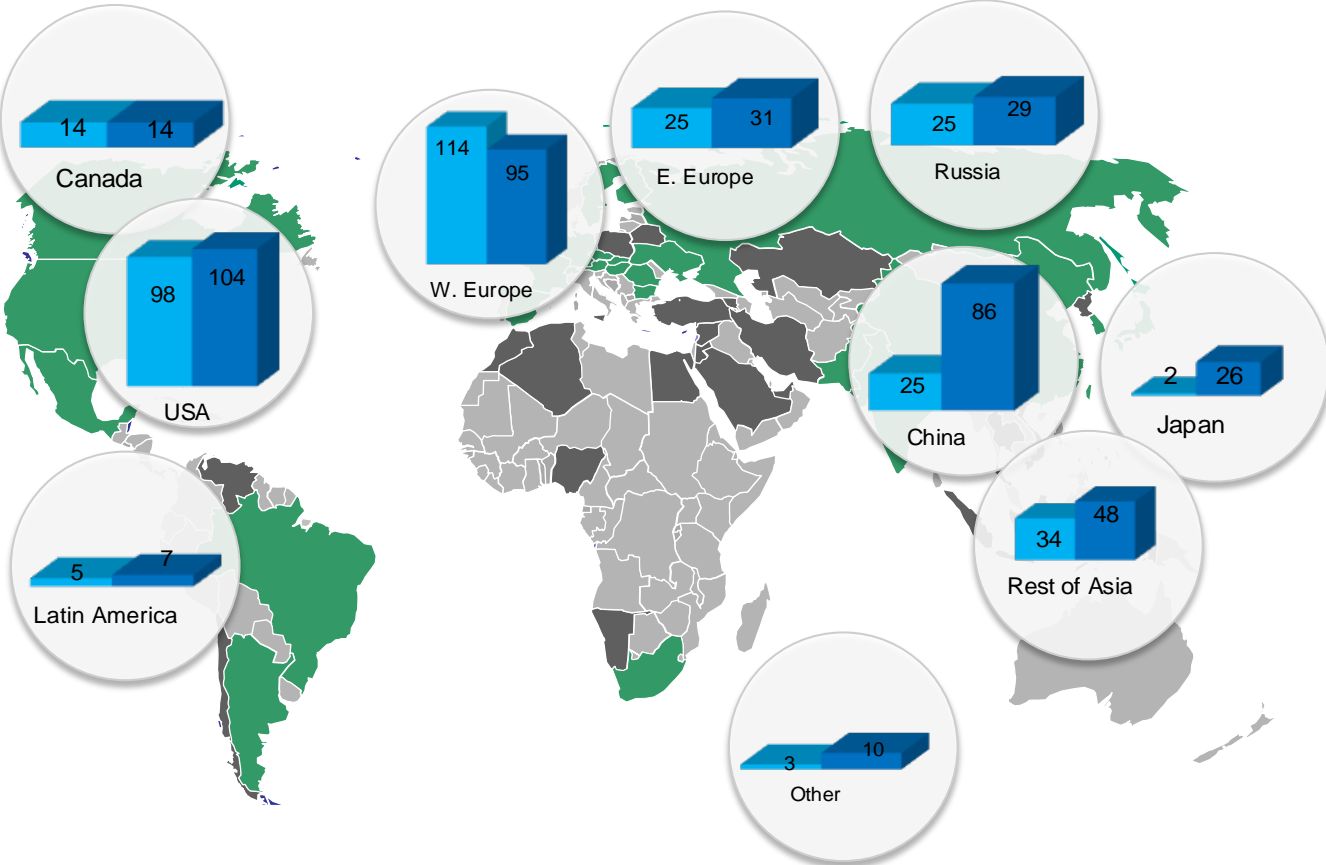 14 14
Canada
98 104
USA
5 7
Latin America
114 95
W. Europe
25 31
E. Europe
25 29
Russia
25 86
China
2 26
Japan
34 48
Rest of Asia
3 10
Other